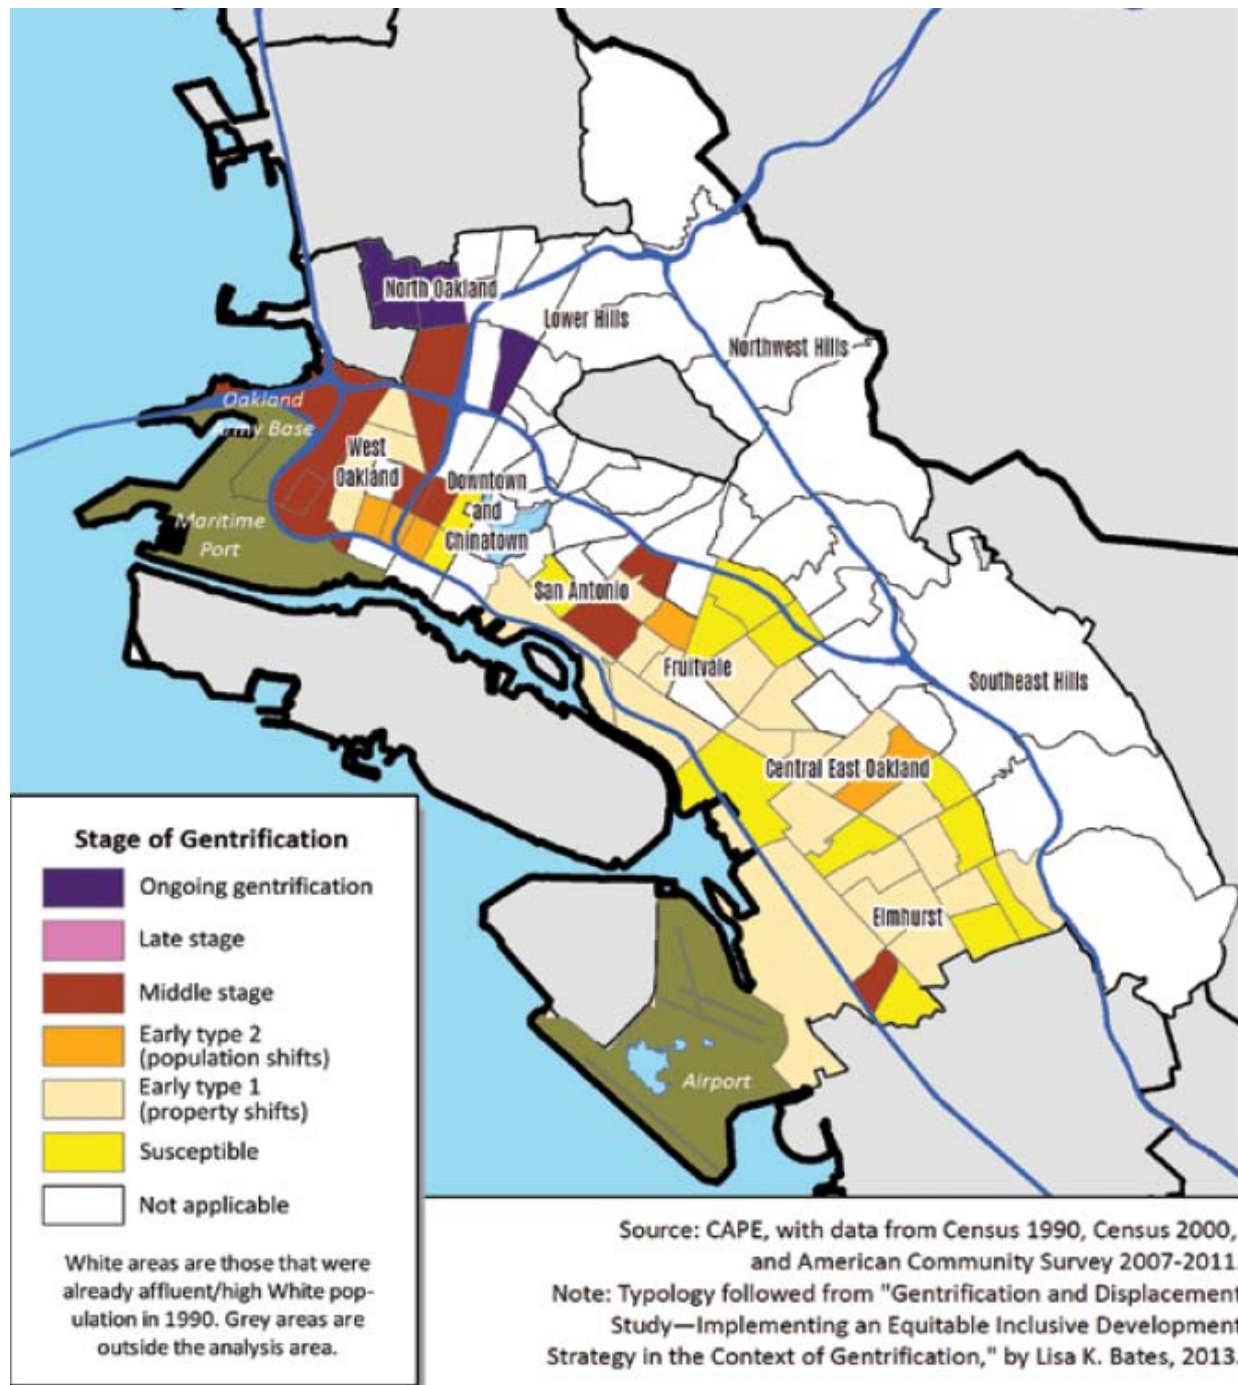 North Oakland
Lower Hills
Northwest Hills
Oakland
Army Base
West
Oakland
Downtown
and
Chinatown
Maritime
Port
San Antonio
Fruitvale
Southeast Hills
Central East Oakland
Elmhurst
Airport
Stage of Gentrification
Ongoing gentrification
Late stage
Middle stage
Early type 2
(population shifts)
Early type 1
(property shifts)
Susceptible
Not applicable
White areas are those that were
already affluent/high White pop-
ulation in 1990. Grey areas are
outside the analysis area.
Source: CAPE, with data from Census 1990, Census 2000,
and American Community Survey 2007-2011.
Note: Typology followed from "Gentrification and Displacement
Study—Implementing an Equitable Inclusive Development
Strategy in the Context of Gentrification," by Lisa K. Bates, 2013.